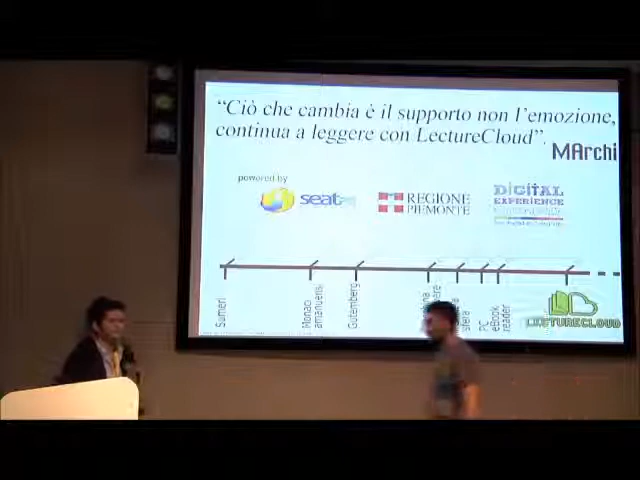 “Ciò che cambia è il supporto non l’emozione,
continua a leggere con LectureCloud”.
MArchi
powered by
seat
REGIONE
PIEMONTE
DIGITAL
EXPERIENCE
Sumeri
Monaci
amanuensi
Gutemberg
PC
eBook
reader
LECTURECLOUD